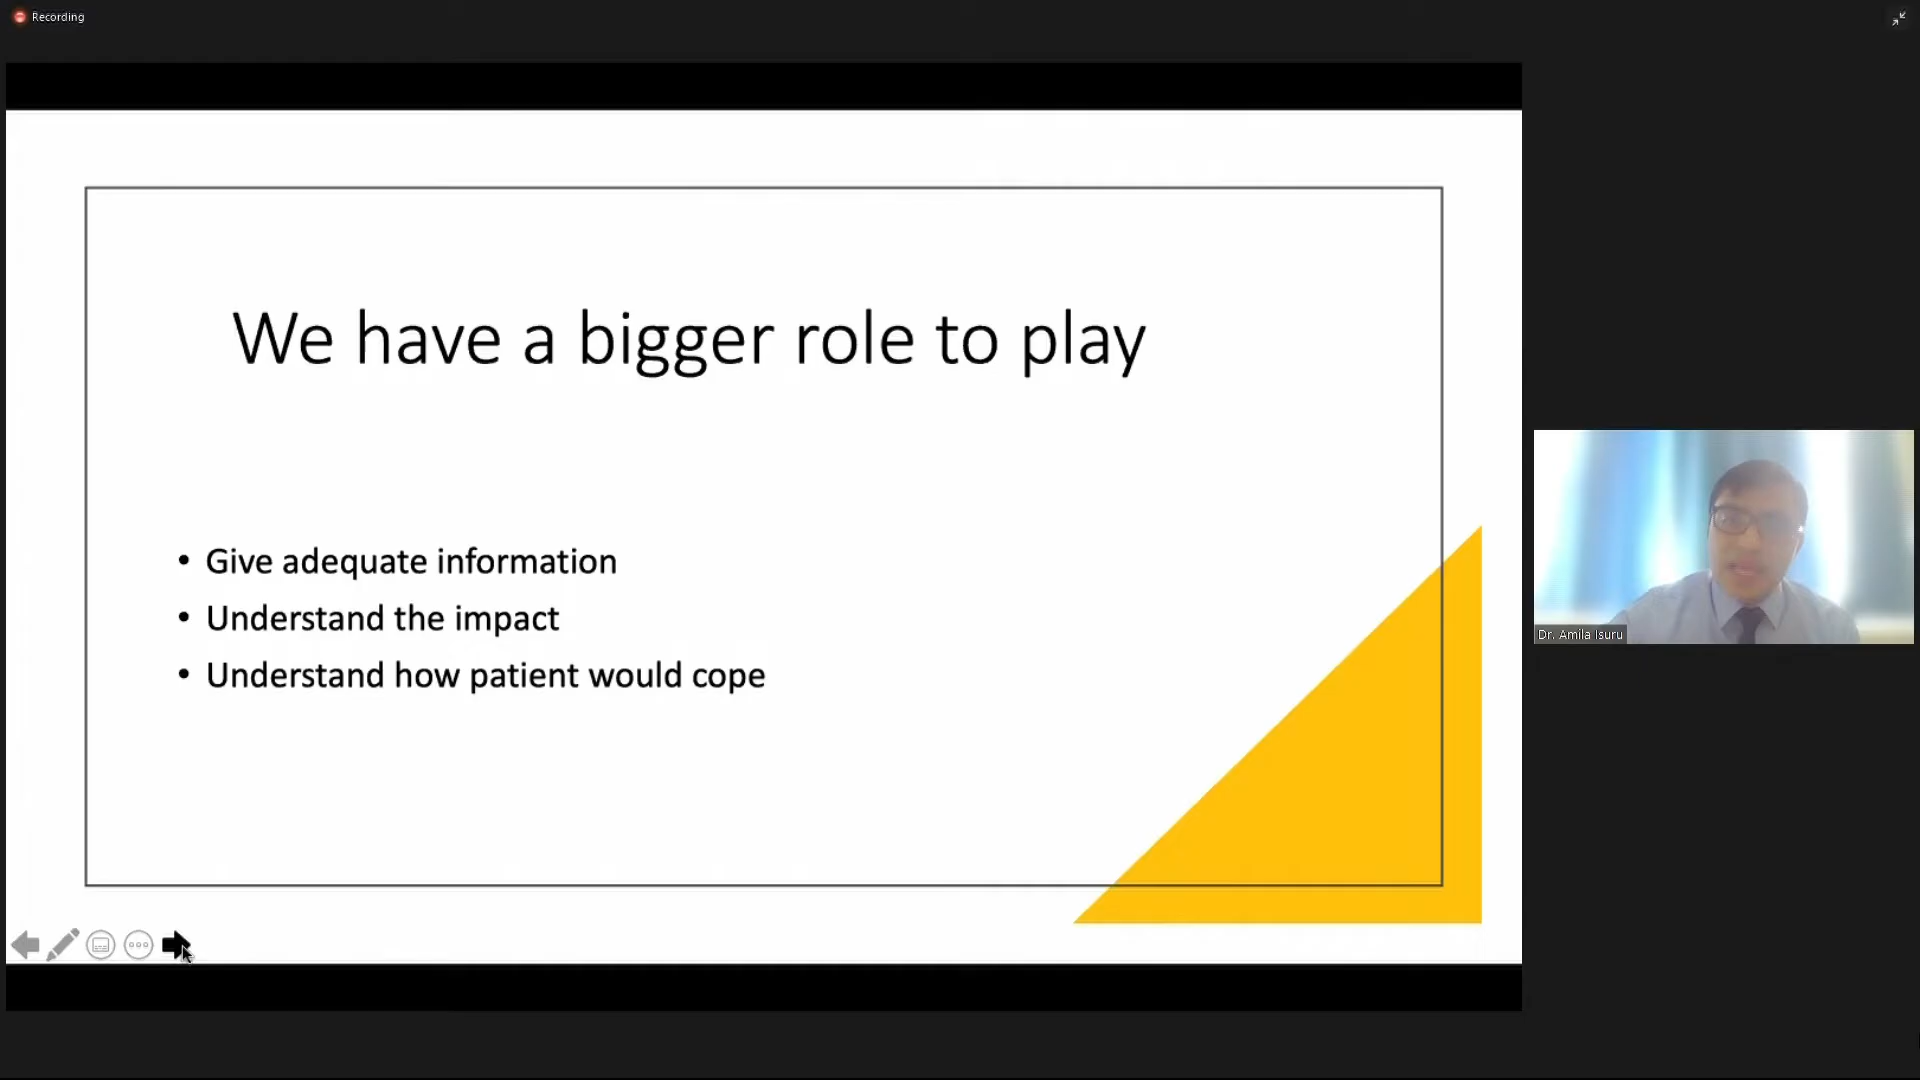 Recording
We have a bigger role to play
• Give adequate information
• Understand the impact
• Understand how patient would cope
Dr. Amila Isuru